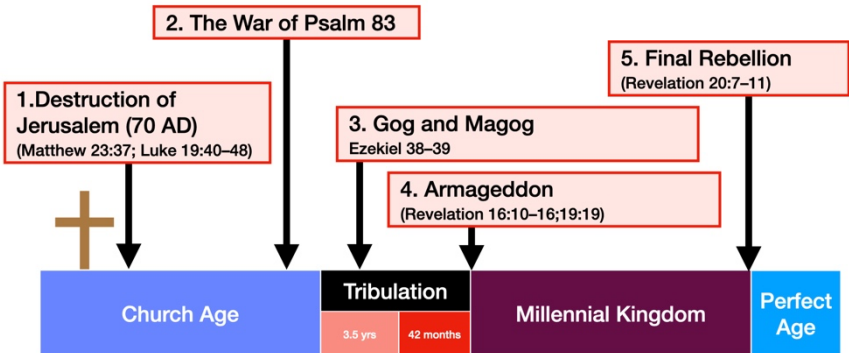 2. The War of Psalm 83
5. Final Rebellion
(Revelation 20:7–11)
1.Destruction of
Jerusalem (70 AD)
(Matthew 23:37; Luke 19:40–48)
3. Gog and Magog
Ezekiel 38–39
4. Armageddon
(Revelation 16:10–16;19:19)
Church Age
Tribulation
3.5 yrs
42 months
Millennial Kingdom
Perfect
Age